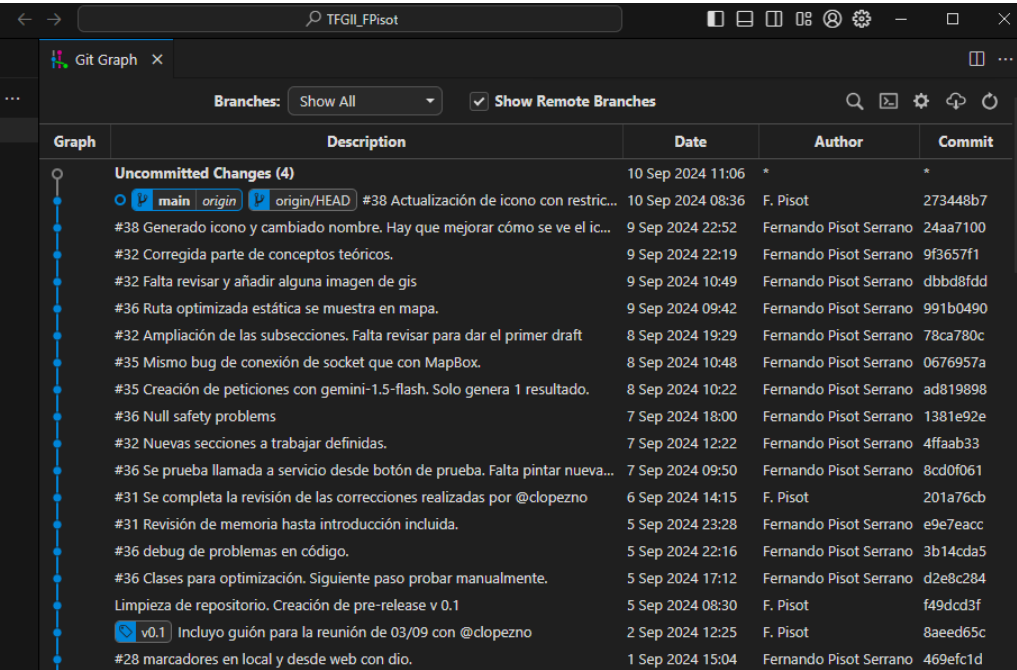 TFGII_FPisot
Git Graph
Branches: Show All Show Remote Branches
Graph Description Date Author Commit
Uncommitted Changes (4) 10 Sep 2024 11:06 * *
main origin origin/HEAD #38 Actualización de icono con restric... 10 Sep 2024 08:36 F. Pisot 273448b7
#38 Generado icono y cambiado nombre. Hay que mejorar cómo se ve el ic... 9 Sep 2024 22:52 Fernando Pisot Serrano 24aa7100
#32 Corregida parte de conceptos teóricos. 9 Sep 2024 22:19 Fernando Pisot Serrano 9f3657f1
#32 Falta revisar y añadir alguna imagen de gis 9 Sep 2024 10:49 Fernando Pisot Serrano dbbd8fdd
#36 Ruta optimizada estática se muestra en mapa. 9 Sep 2024 09:42 Fernando Pisot Serrano 991b0490
#32 Ampliación de las subsecciones. Falta revisar para dar el primer draft 8 Sep 2024 19:29 Fernando Pisot Serrano 78ca780c
#35 Mismo bug de conexión de socket que con MapBox. 8 Sep 2024 10:48 Fernando Pisot Serrano 0676957a
#35 Creación de peticiones con gemini-1.5-flash. Solo genera 1 resultado. 8 Sep 2024 10:22 Fernando Pisot Serrano ad819898
#36 Null safety problems 7 Sep 2024 18:00 Fernando Pisot Serrano 1381e92e
#32 Nuevas secciones a trabajar definidas. 7 Sep 2024 12:22 Fernando Pisot Serrano 4ffaab33
#36 Se prueba llamada a servicio desde botón de prueba. Falta pintar nueva... 7 Sep 2024 09:50 Fernando Pisot Serrano 8cd0f061
#31 Se completa la revisión de las correcciones realizadas por @clopezno 6 Sep 2024 14:15 F. Pisot 201a76cb
#31 Revisión de memoria hasta introducción incluida. 5 Sep 2024 23:28 Fernando Pisot Serrano e9e7eacc
#36 debug de problemas en código. 5 Sep 2024 22:16 Fernando Pisot Serrano 3b14cda5
#36 Clases para optimización. Siguiente paso probar manualmente. 5 Sep 2024 17:12 Fernando Pisot Serrano d2e8c284
Limpieza de repositorio. Creación de pre-release v 0.1 5 Sep 2024 08:30 F. Pisot f49dcd3f
v0.1 Incluyo guión para la reunión de 03/09 con @clopezno 2 Sep 2024 12:25 F. Pisot 8aeed65c
#28 marcadores en local y desde web con dio. 1 Sep 2024 15:04 Fernando Pisot Serrano 469efc1d